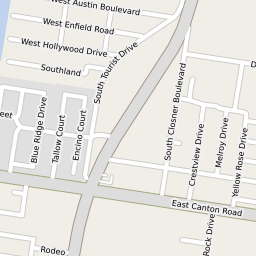 West Austin Boulevard
West Enfield Road
West Hollywood Drive
Southland
South Tourist Drive
South Closner Boulevard
Blue Ridge Drive
Tallow Court
Encino Court
Crestview Drive
Melroy Drive
Yellow Rose Drive
East Canton Road
Rock Drive
Rodeo